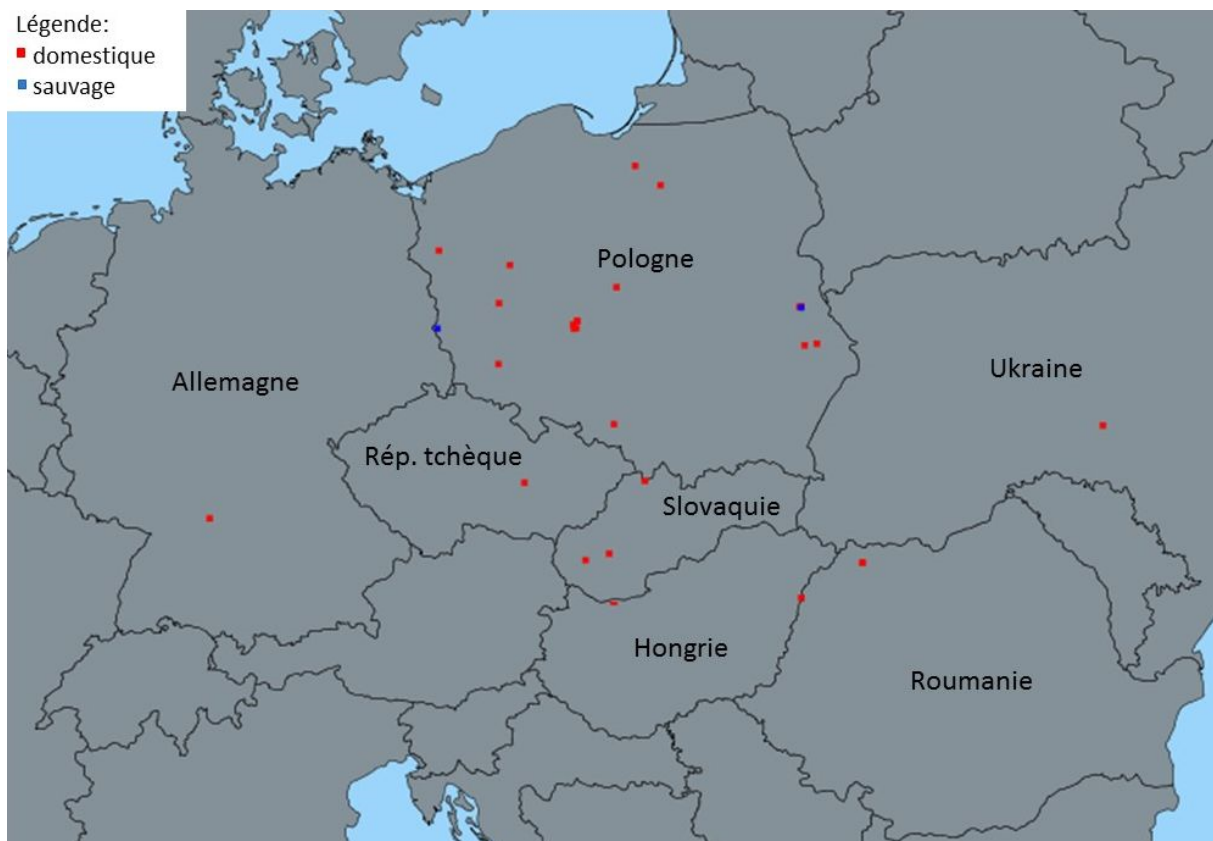 Légende:
domestique
sauvage
Pologne
Allemagne
Ukraine
Rép. tchèque
Slovaquie
Hongrie
Roumanie